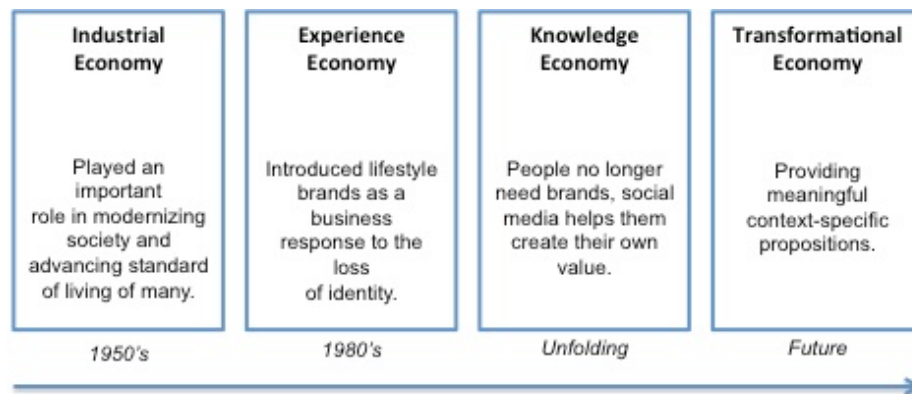 Industrial
Economy
Played an
important
role in modernizing
society and
advancing standard
of living of many.
1950's
Experience
Economy
Introduced lifestyle
brands as a
business
response to the
loss
of identity.
1980's
Knowledge
Economy
People no longer
need brands, social
media helps them
create their own
value.
Unfolding
Transformational
Economy
Providing
meaningful
context-specific
propositions.
Future